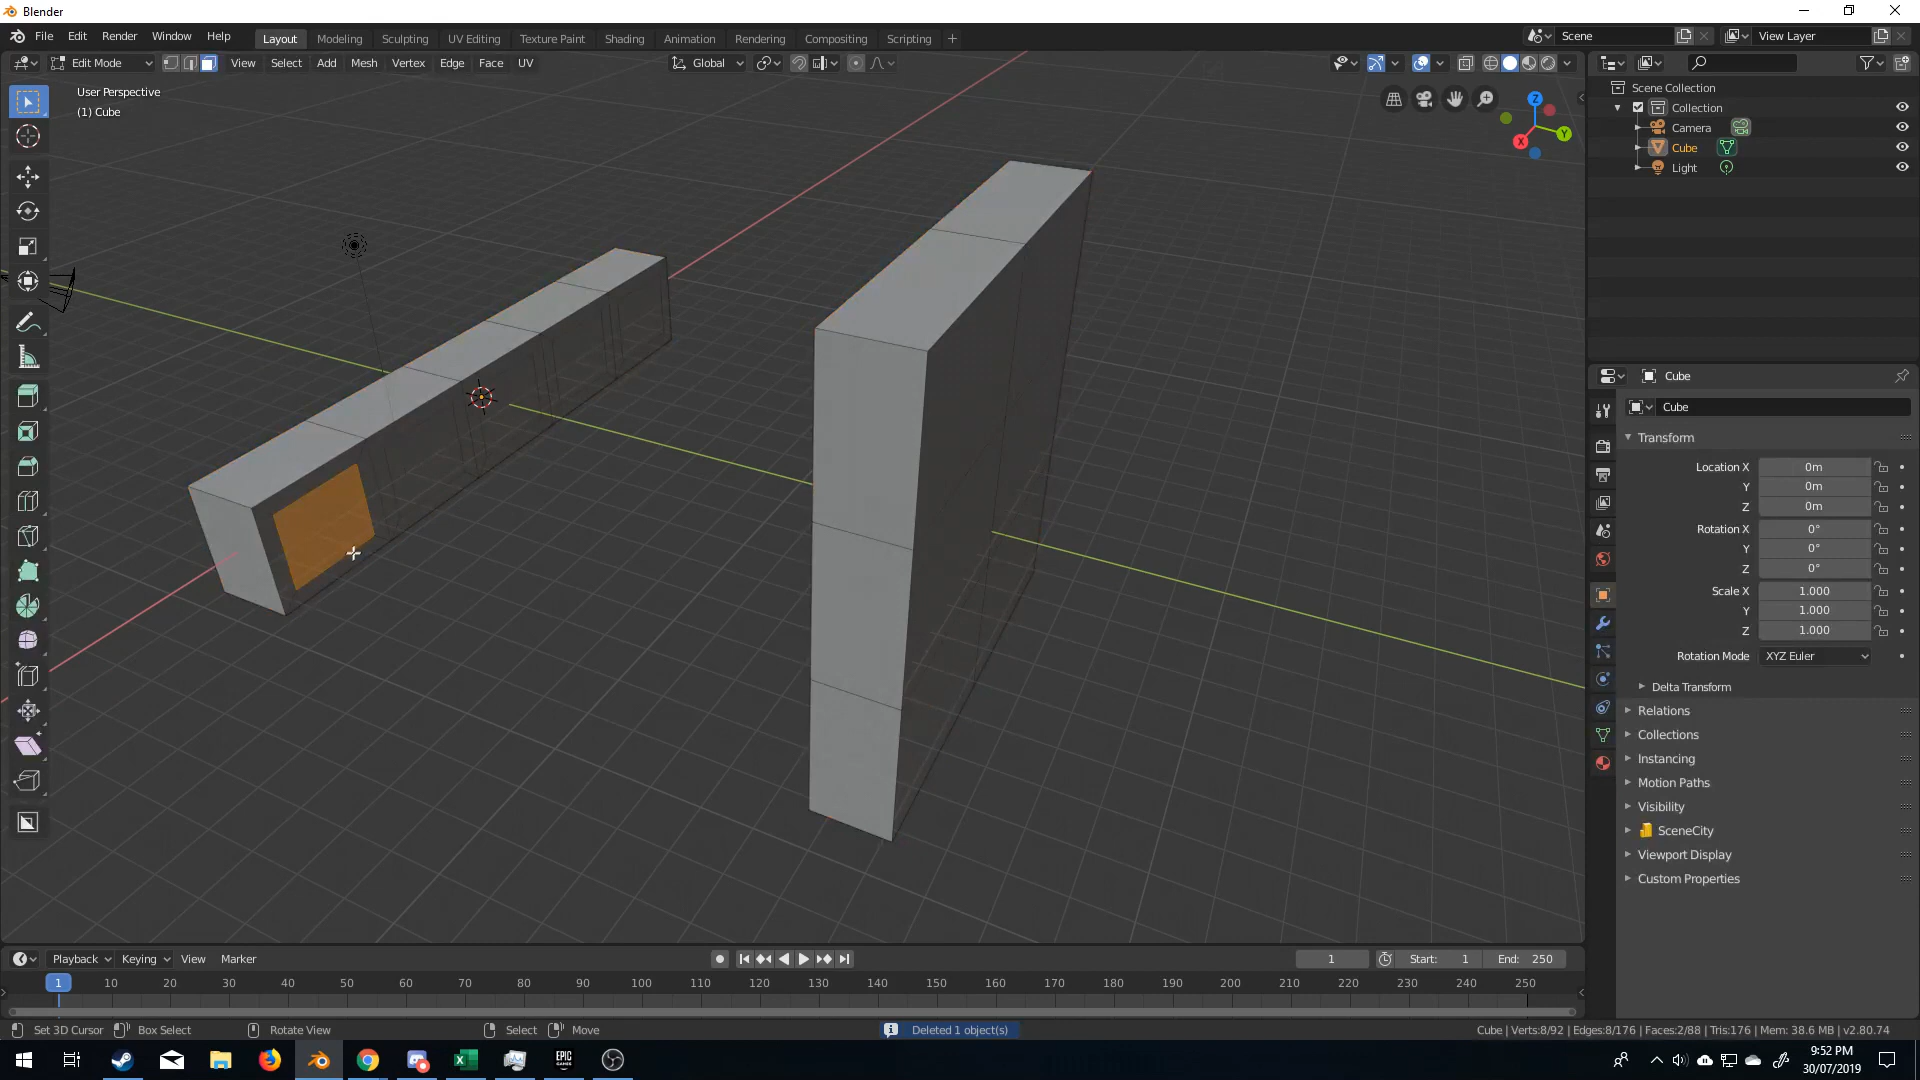 Blender
File Edit Render Window Help
Layout Modeling Sculpting UV Editing Texture Paint Shading Animation Rendering Compositing Scripting +
Scene
View Layer
Edit Mode View Select Add Mesh Vertex Edge Face UV
Global
User Perspective
(1) Cube
Z
Y
X
Scene Collection
Collection
Camera
Cube
Light
Cube
Cube
Transform
Location X 0m
Y 0m
Z 0m
Rotation X 0°
Y 0°
Z 0°
Scale X 1.000
Y 1.000
Z 1.000
Rotation Mode XYZ Euler
Delta Transform
Relations
Collections
Instancing
Motion Paths
Visibility
SceneCity
Viewport Display
Custom Properties
Playback Keying View Marker
1 Start: 1 End: 250
1 10 20 30 40 50 60 70 80 90 100 110 120 130 140 150 160 170 180 190 200 210 220 230 240 250
Set 3D Cursor Box Select Rotate View Select Move
Deleted 1 object(s)
Cube | Verts:8/92 | Edges:8/176 | Faces:2/88 | Tris:176 | Mem: 38.6 MB | v2.80.74
EPIC
GAMES
9:52 PM
30/07/2019